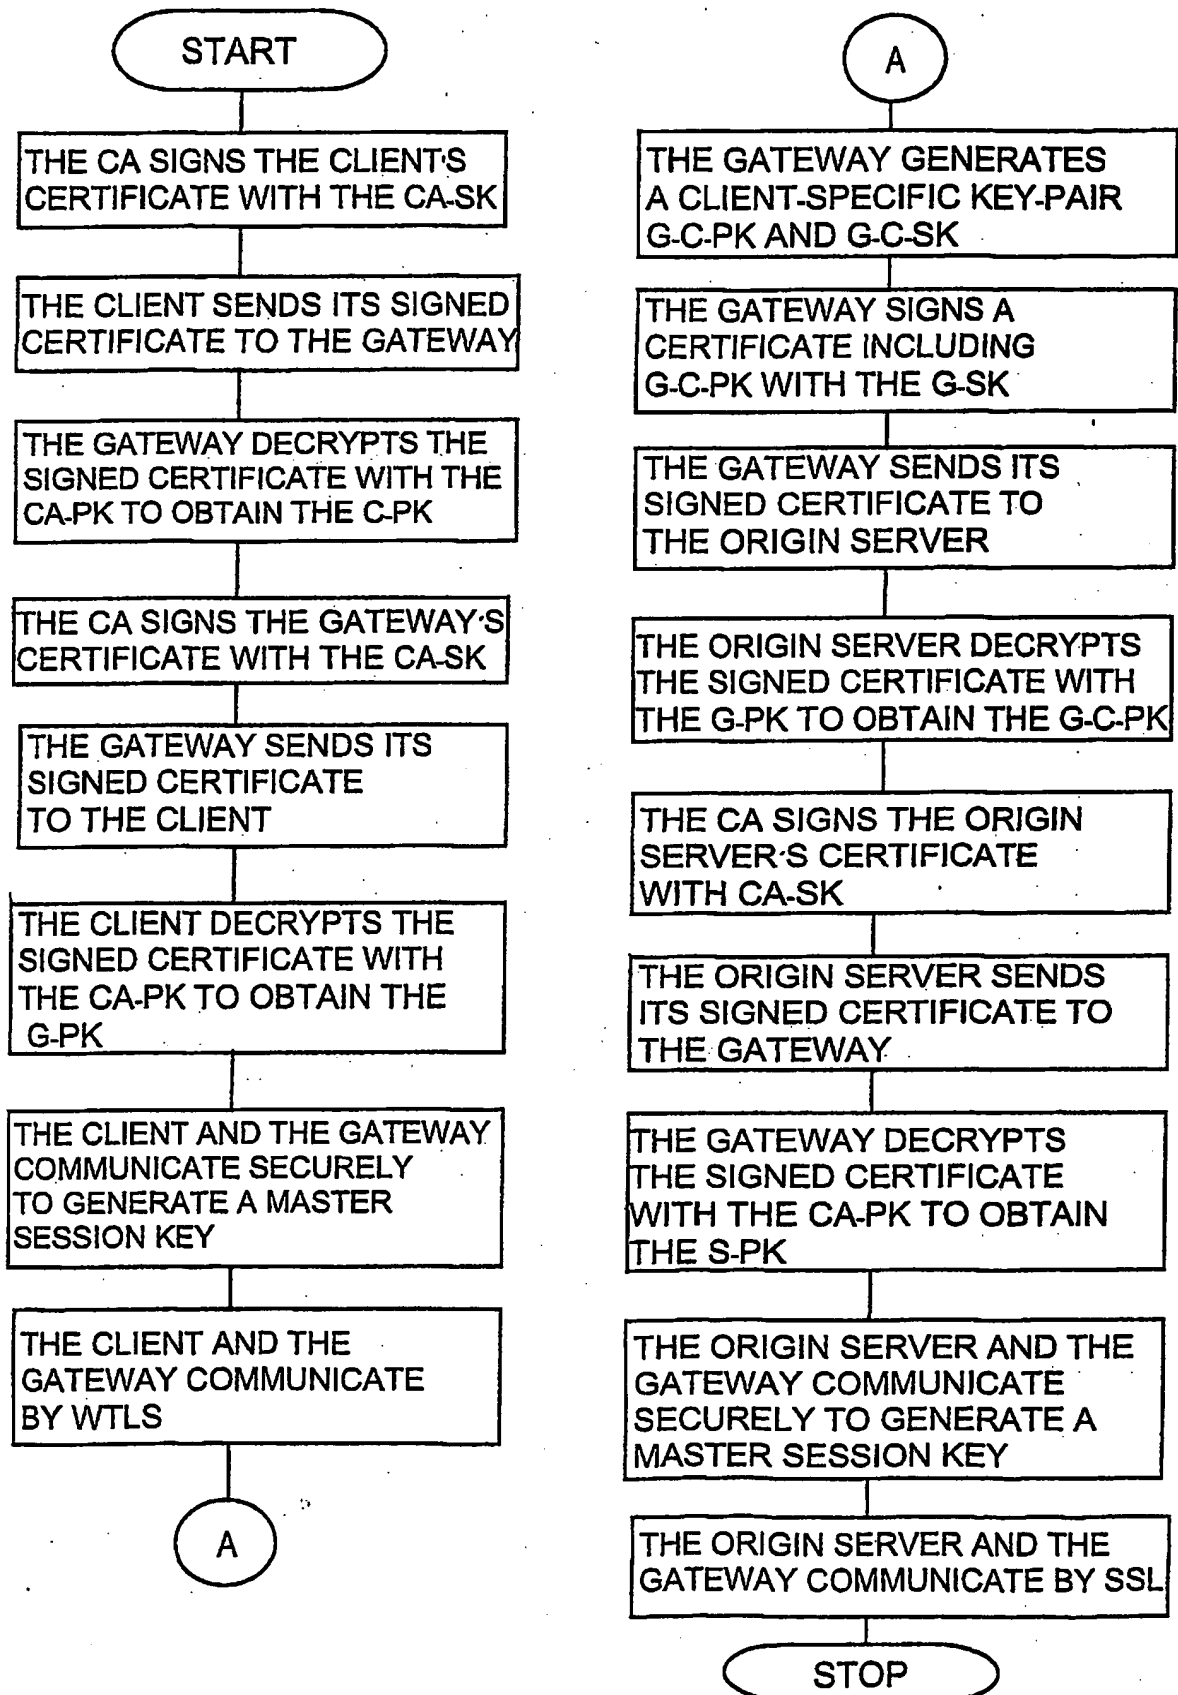 START
THE CA SIGNS THE CLIENT'S
CERTIFICATE WITH THE CA-SK
THE CLIENT SENDS ITS SIGNED
CERTIFICATE TO THE GATEWAY
THE GATEWAY DECRYPTS THE
SIGNED CERTIFICATE WITH THE
CA-PK TO OBTAIN THE C-PK
THE CA SIGNS THE GATEWAY'S
CERTIFICATE WITH THE CA-SK
THE GATEWAY SENDS ITS
SIGNED CERTIFICATE
TO THE CLIENT
THE CLIENT DECRYPTS THE
SIGNED CERTIFICATE WITH
THE CA-PK TO OBTAIN THE
G-PK
THE CLIENT AND THE GATEWAY
COMMUNICATE SECURELY
TO GENERATE A MASTER
SESSION KEY
THE CLIENT AND THE
GATEWAY COMMUNICATE
BY WTLS
A
A
THE GATEWAY GENERATES
A CLIENT-SPECIFIC KEY-PAIR
G-C-PK AND G-C-SK
THE GATEWAY SIGNS A
CERTIFICATE INCLUDING
G-C-PK WITH THE G-SK
THE GATEWAY SENDS ITS
SIGNED CERTIFICATE TO
THE ORIGIN SERVER
THE ORIGIN SERVER DECRYPTS
THE SIGNED CERTIFICATE WITH
THE G-PK TO OBTAIN THE G-C-PK
THE CA SIGNS THE ORIGIN
SERVER'S CERTIFICATE
WITH CA-SK
THE ORIGIN SERVER SENDS
ITS SIGNED CERTIFICATE TO
THE GATEWAY
THE GATEWAY DECRYPTS
THE SIGNED CERTIFICATE
WITH THE CA-PK TO OBTAIN
THE S-PK
THE ORIGIN SERVER AND THE
GATEWAY COMMUNICATE
SECURELY TO GENERATE A
MASTER SESSION KEY
THE ORIGIN SERVER AND THE
GATEWAY COMMUNICATE BY SSL
STOP